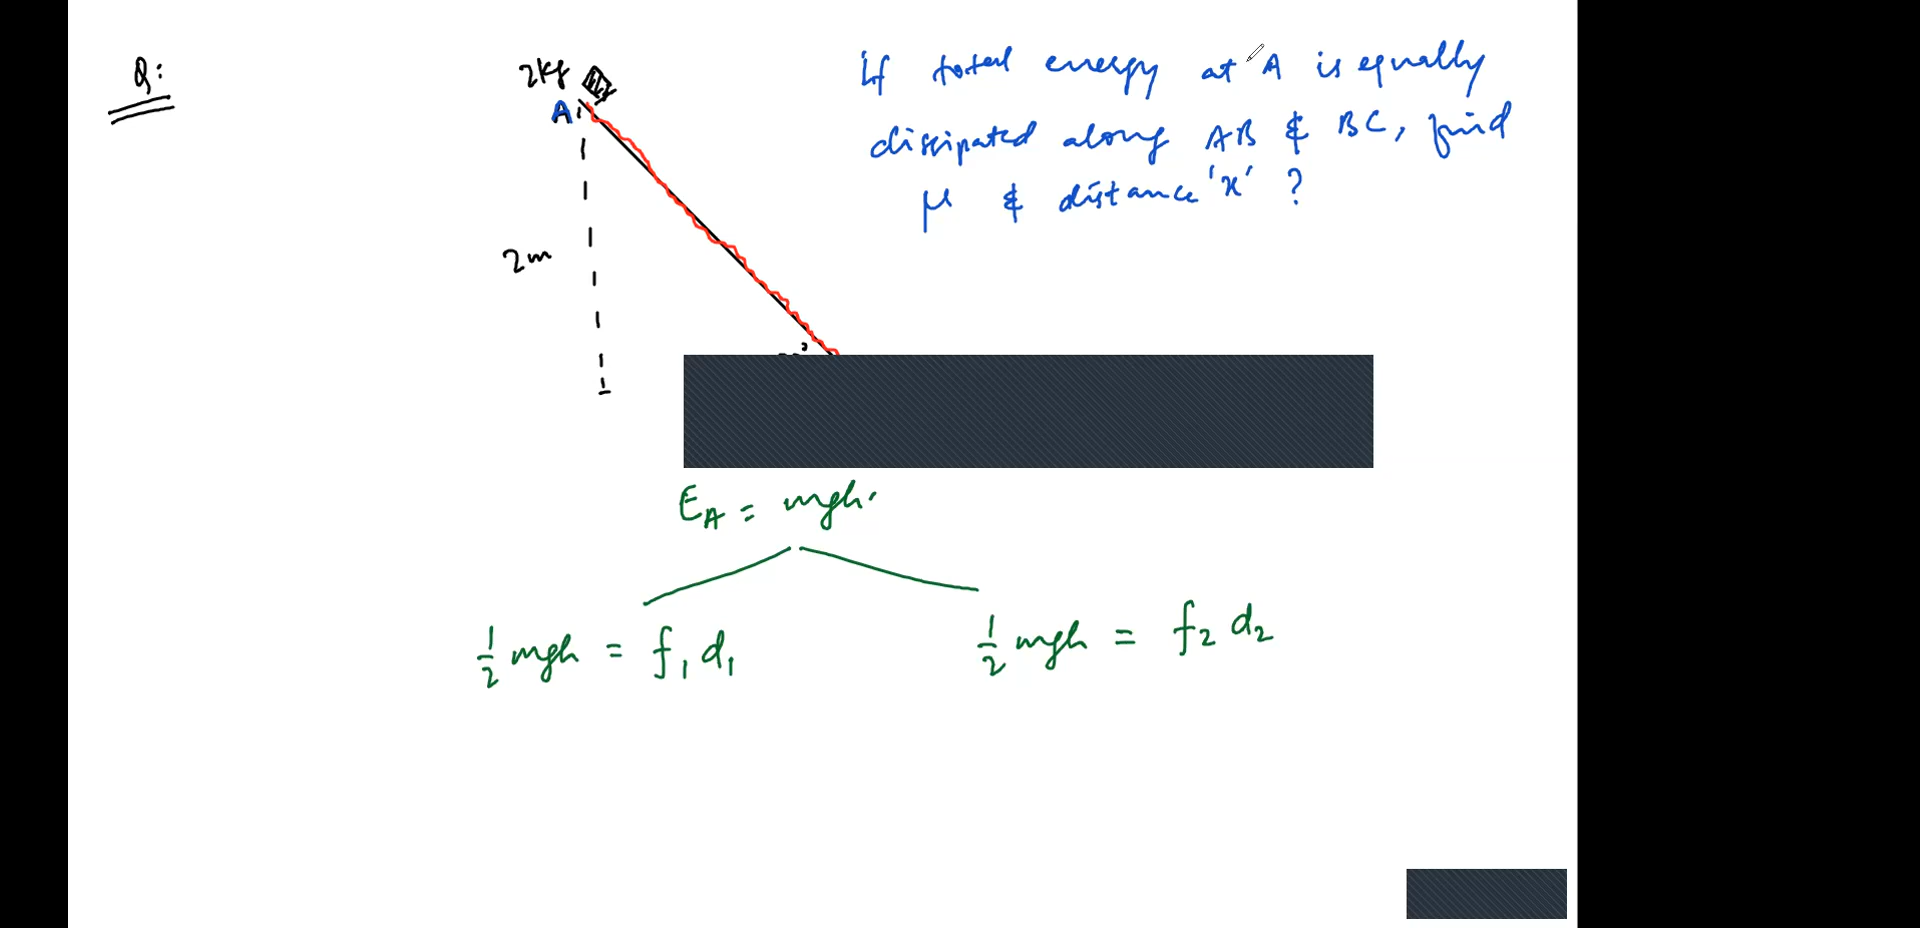 Q:
2kg
A
2m
if total energy at A is equally
dissipated along AB & BC, find
μ & distance 'x' ?
E_A = mgh.
1/2 mgh = f₁ d₁
1/2 mgh = f₂ d₂